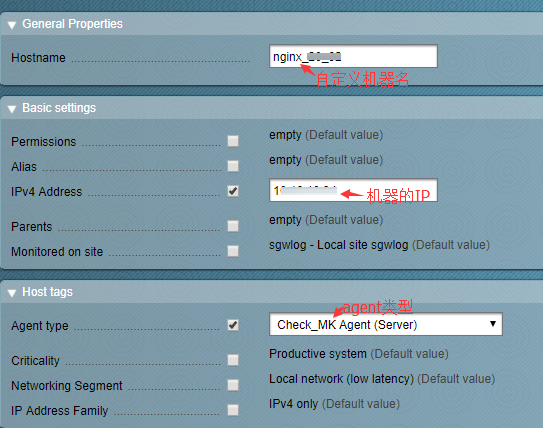 General Properties
Hostname nginx_
自定义机器名
Basic settings
Permissions empty (Default value)
Alias empty (Default value)
IPv4 Address
机器的IP
Parents empty (Default value)
Monitored on site sgwlog - Local site sgwlog (Default value)
Host tags
agent类型
Agent type Check_MK Agent (Server)
Criticality Productive system (Default value)
Networking Segment Local network (low latency) (Default value)
IP Address Family IPv4 only (Default value)